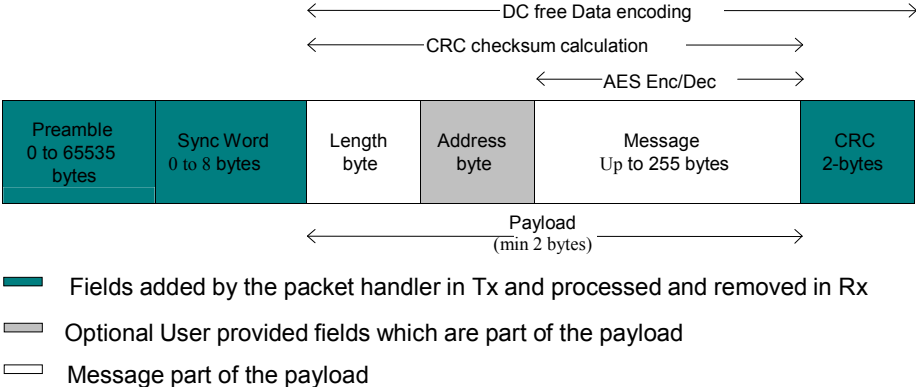 DC free Data encoding
CRC checksum calculation
AES Enc/Dec
Preamble
0 to 65535
bytes
Sync Word
0 to 8 bytes
Length
byte
Address
byte
Message
Up to 255 bytes
CRC
2-bytes
Payload
(min 2 bytes)
Fields added by the packet handler in Tx and processed and removed in Rx
Optional User provided fields which are part of the payload
Message part of the payload